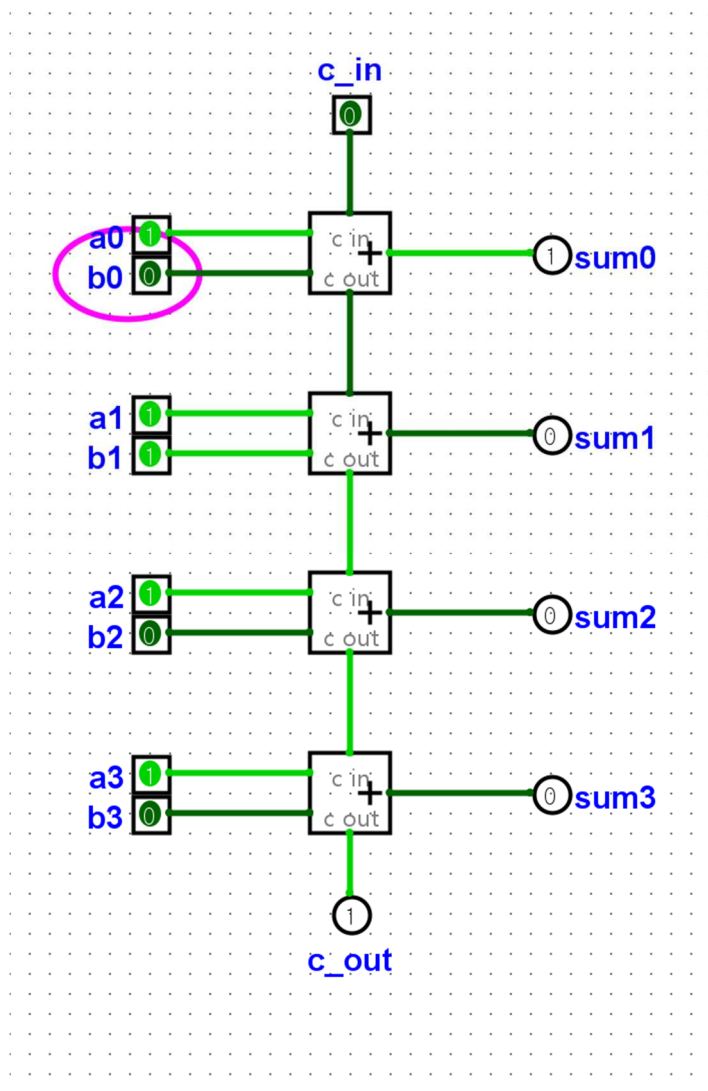 c_in
0
a0 1
c in
+
1 sum0
b0 0
c out
a1 1
c in
+
0 sum1
b1 1
c out
a2 1
c in
+
0 sum2
b2 0
c out
a3 1
c in
+
0 sum3
b3 0
c out
1
c_out